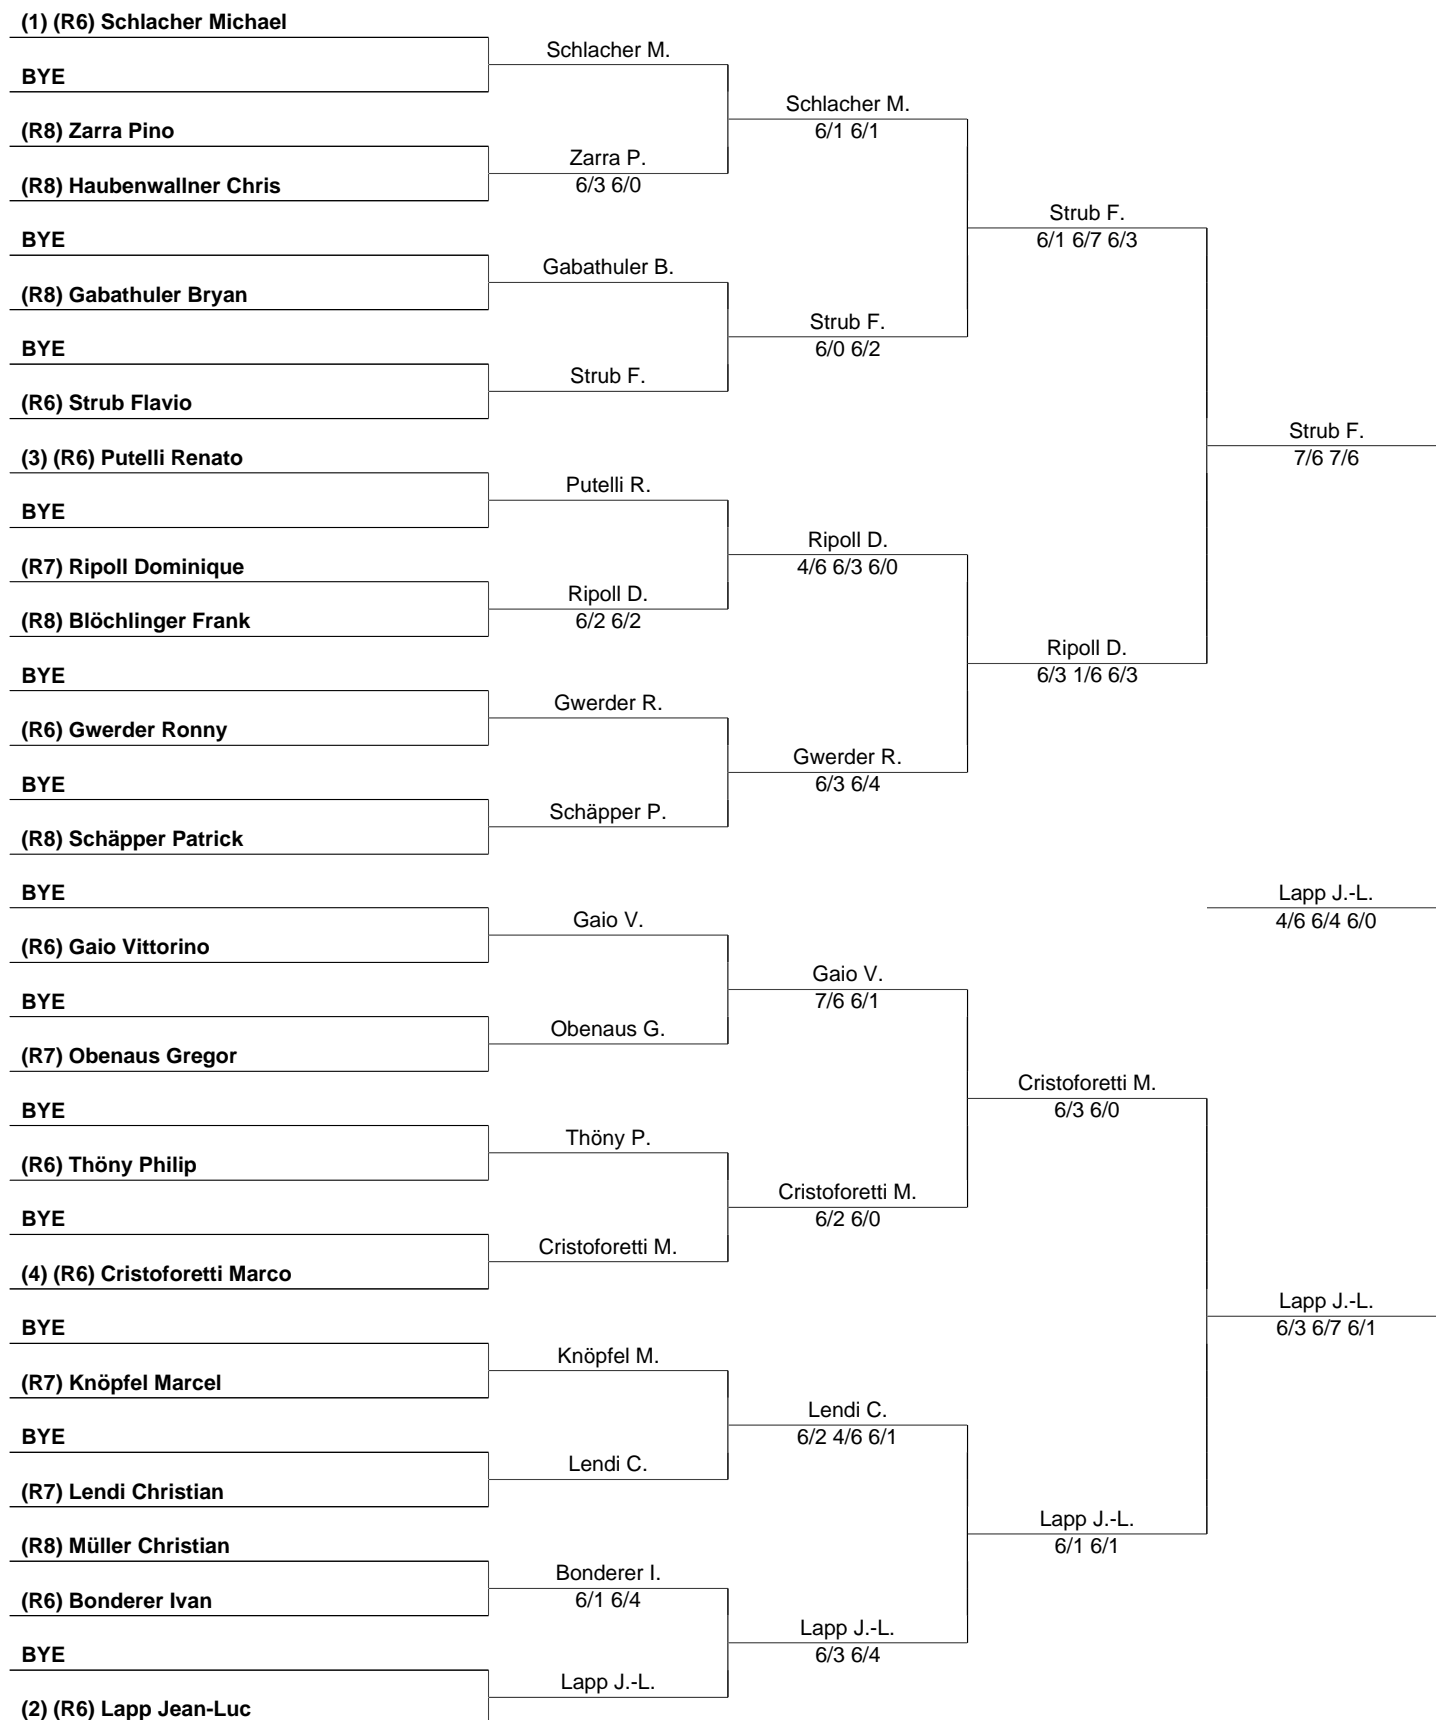 (1) (R6) Schlacher Michael
BYE
(R8) Zarra Pino
(R8) Haubenwallner Chris
BYE
(R8) Gabathuler Bryan
BYE
(R6) Strub Flavio
(3) (R6) Putelli Renato
BYE
(R7) Ripoll Dominique
(R8) Blöchlinger Frank
BYE
(R6) Gwerder Ronny
BYE
(R8) Schäpper Patrick
BYE
(R6) Gaio Vittorino
BYE
(R7) Obenaus Gregor
BYE
(R6) Thöny Philip
BYE
(4) (R6) Cristoforetti Marco
BYE
(R7) Knöpfel Marcel
BYE
(R7) Lendi Christian
(R8) Müller Christian
(R6) Bonderer Ivan
BYE
(2) (R6) Lapp Jean-Luc
Schlacher M.
Zarra P.
6/3 6/0
Gabathuler B.
Strub F.
Putelli R.
Ripoll D.
6/2 6/2
Gwerder R.
Schäpper P.
Gaio V.
Obenaus G.
Thöny P.
Cristoforetti M.
Knöpfel M.
Lendi C.
Bonderer I.
6/1 6/4
Lapp J.-L.
Schlacher M.
6/1 6/1
Strub F.
6/0 6/2
Ripoll D.
4/6 6/3 6/0
Gwerder R.
6/3 6/4
Gaio V.
7/6 6/1
Cristoforetti M.
6/2 6/0
Lendi C.
6/2 4/6 6/1
Lapp J.-L.
6/3 6/4
Strub F.
6/1 6/7 6/3
Ripoll D.
6/3 1/6 6/3
Cristoforetti M.
6/3 6/0
Lapp J.-L.
6/1 6/1
Strub F.
7/6 7/6
Lapp J.-L.
4/6 6/4 6/0
Lapp J.-L.
6/3 6/7 6/1